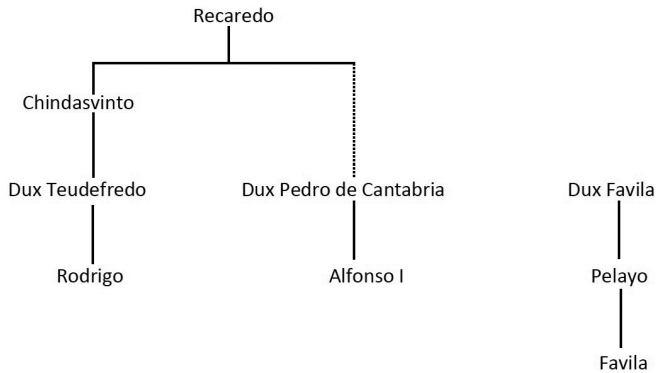 Recaredo
Chindasvinto
Dux Teudefredo
Dux Pedro de Cantabria
Dux Favila
Rodrigo
Alfonso I
Pelayo
Favila